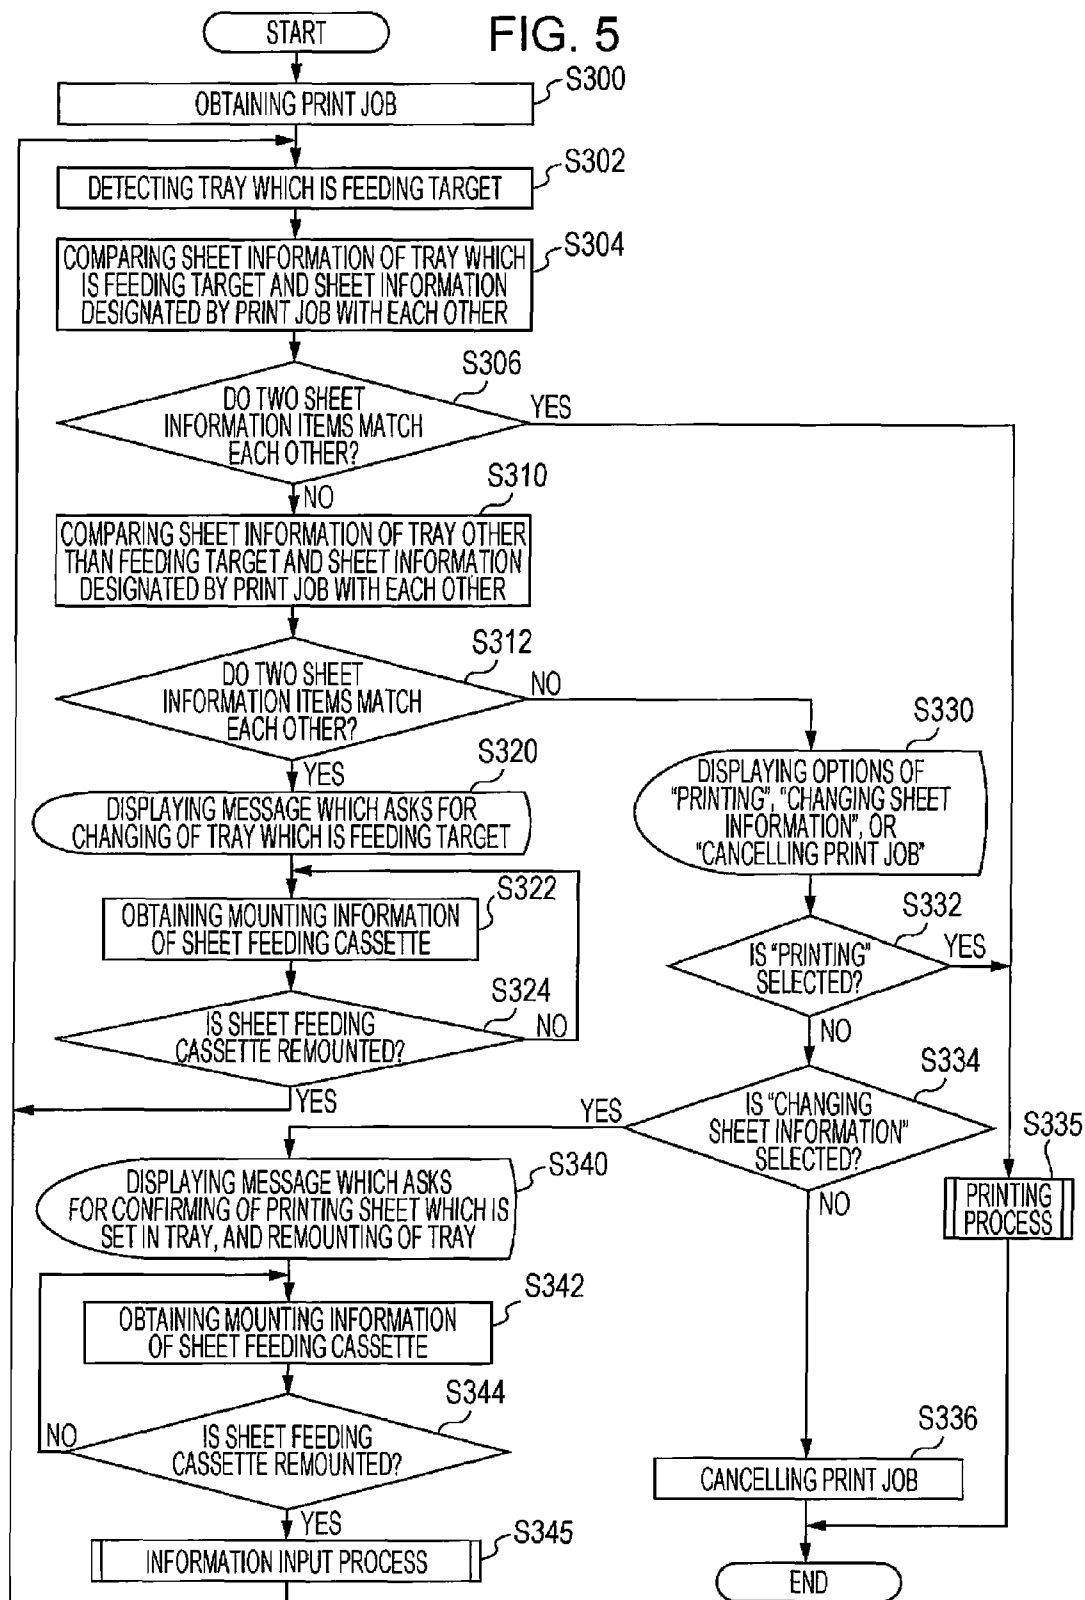 START
FIG. 5
S300
OBTAINING PRINT JOB
S302
DETECTING TRAY WHICH IS FEEDING TARGET
S304
COMPARING SHEET INFORMATION OF TRAY WHICH
IS FEEDING TARGET AND SHEET INFORMATION
DESIGNATED BY PRINT JOB WITH EACH OTHER
S306
DO TWO SHEET
INFORMATION ITEMS MATCH
EACH OTHER?
YES
NO
S310
COMPARING SHEET INFORMATION OF TRAY OTHER
THAN FEEDING TARGET AND SHEET INFORMATION
DESIGNATED BY PRINT JOB WITH EACH OTHER
S312
DO TWO SHEET
INFORMATION ITEMS MATCH
EACH OTHER?
NO
YES
S320
DISPLAYING MESSAGE WHICH ASKS FOR
CHANGING OF TRAY WHICH IS FEEDING TARGET
S322
OBTAINING MOUNTING INFORMATION
OF SHEET FEEDING CASSETTE
S324
IS SHEET FEEDING
CASSETTE REMOUNTED?
NO
YES
S330
DISPLAYING OPTIONS OF
"PRINTING", "CHANGING SHEET
INFORMATION", OR
"CANCELLING PRINT JOB"
S332
IS "PRINTING"
SELECTED?
YES
NO
S334
IS "CHANGING
SHEET INFORMATION"
SELECTED?
YES
NO
S335
PRINTING
PROCESS
S340
DISPLAYING MESSAGE WHICH ASKS
FOR CONFIRMING OF PRINTING SHEET WHICH IS
SET IN TRAY, AND REMOUNTING OF TRAY
S342
OBTAINING MOUNTING INFORMATION
OF SHEET FEEDING CASSETTE
S344
IS SHEET FEEDING
CASSETTE REMOUNTED?
NO
YES
S345
INFORMATION INPUT PROCESS
S336
CANCELLING PRINT JOB
END